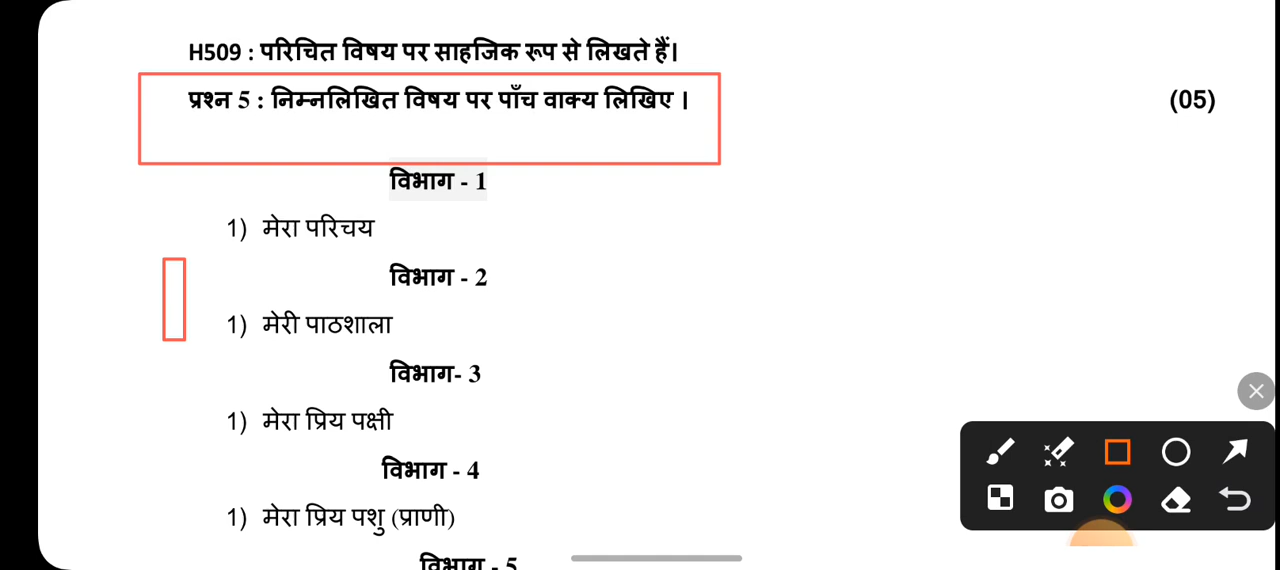 H509 : परिचित विषय पर साहजिक रूप से लिखते हैं।
प्रश्न 5 : निम्नलिखित विषय पर पाँच वाक्य लिखिए । (05)
विभाग - 1
1) मेरा परिचय
विभाग - 2
1) मेरी पाठशाला
विभाग- 3
1) मेरा प्रिय पक्षी
विभाग - 4
1) मेरा प्रिय पशु (प्राणी)
विभाग - 5